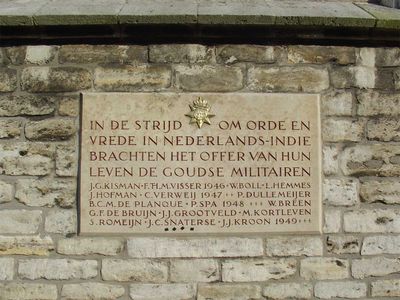 IN DE STRIJD OM ORDE EN
VREDE IN NEDERLANDS-INDIE
BRACHTEN HET OFFER VAN HUN
LEVEN DE GOUDSE MILITAIREN
J.G.KISMAN·F.H.M.VISSER 1946·W.BOLL·L.HEMMES
J.HOFMAN·C.VERWEIJ 1947++P.DULLEMEIJER
B.C.M.DE PLANQUE·P.SPA 1948+++W.BREEN
G.F.DE BRUIJN·J.J.GROOTVELD·M.KORTLEVEN
S.ROMEIJN·J.C.SNATERSE·J.J.KROON 1949+++